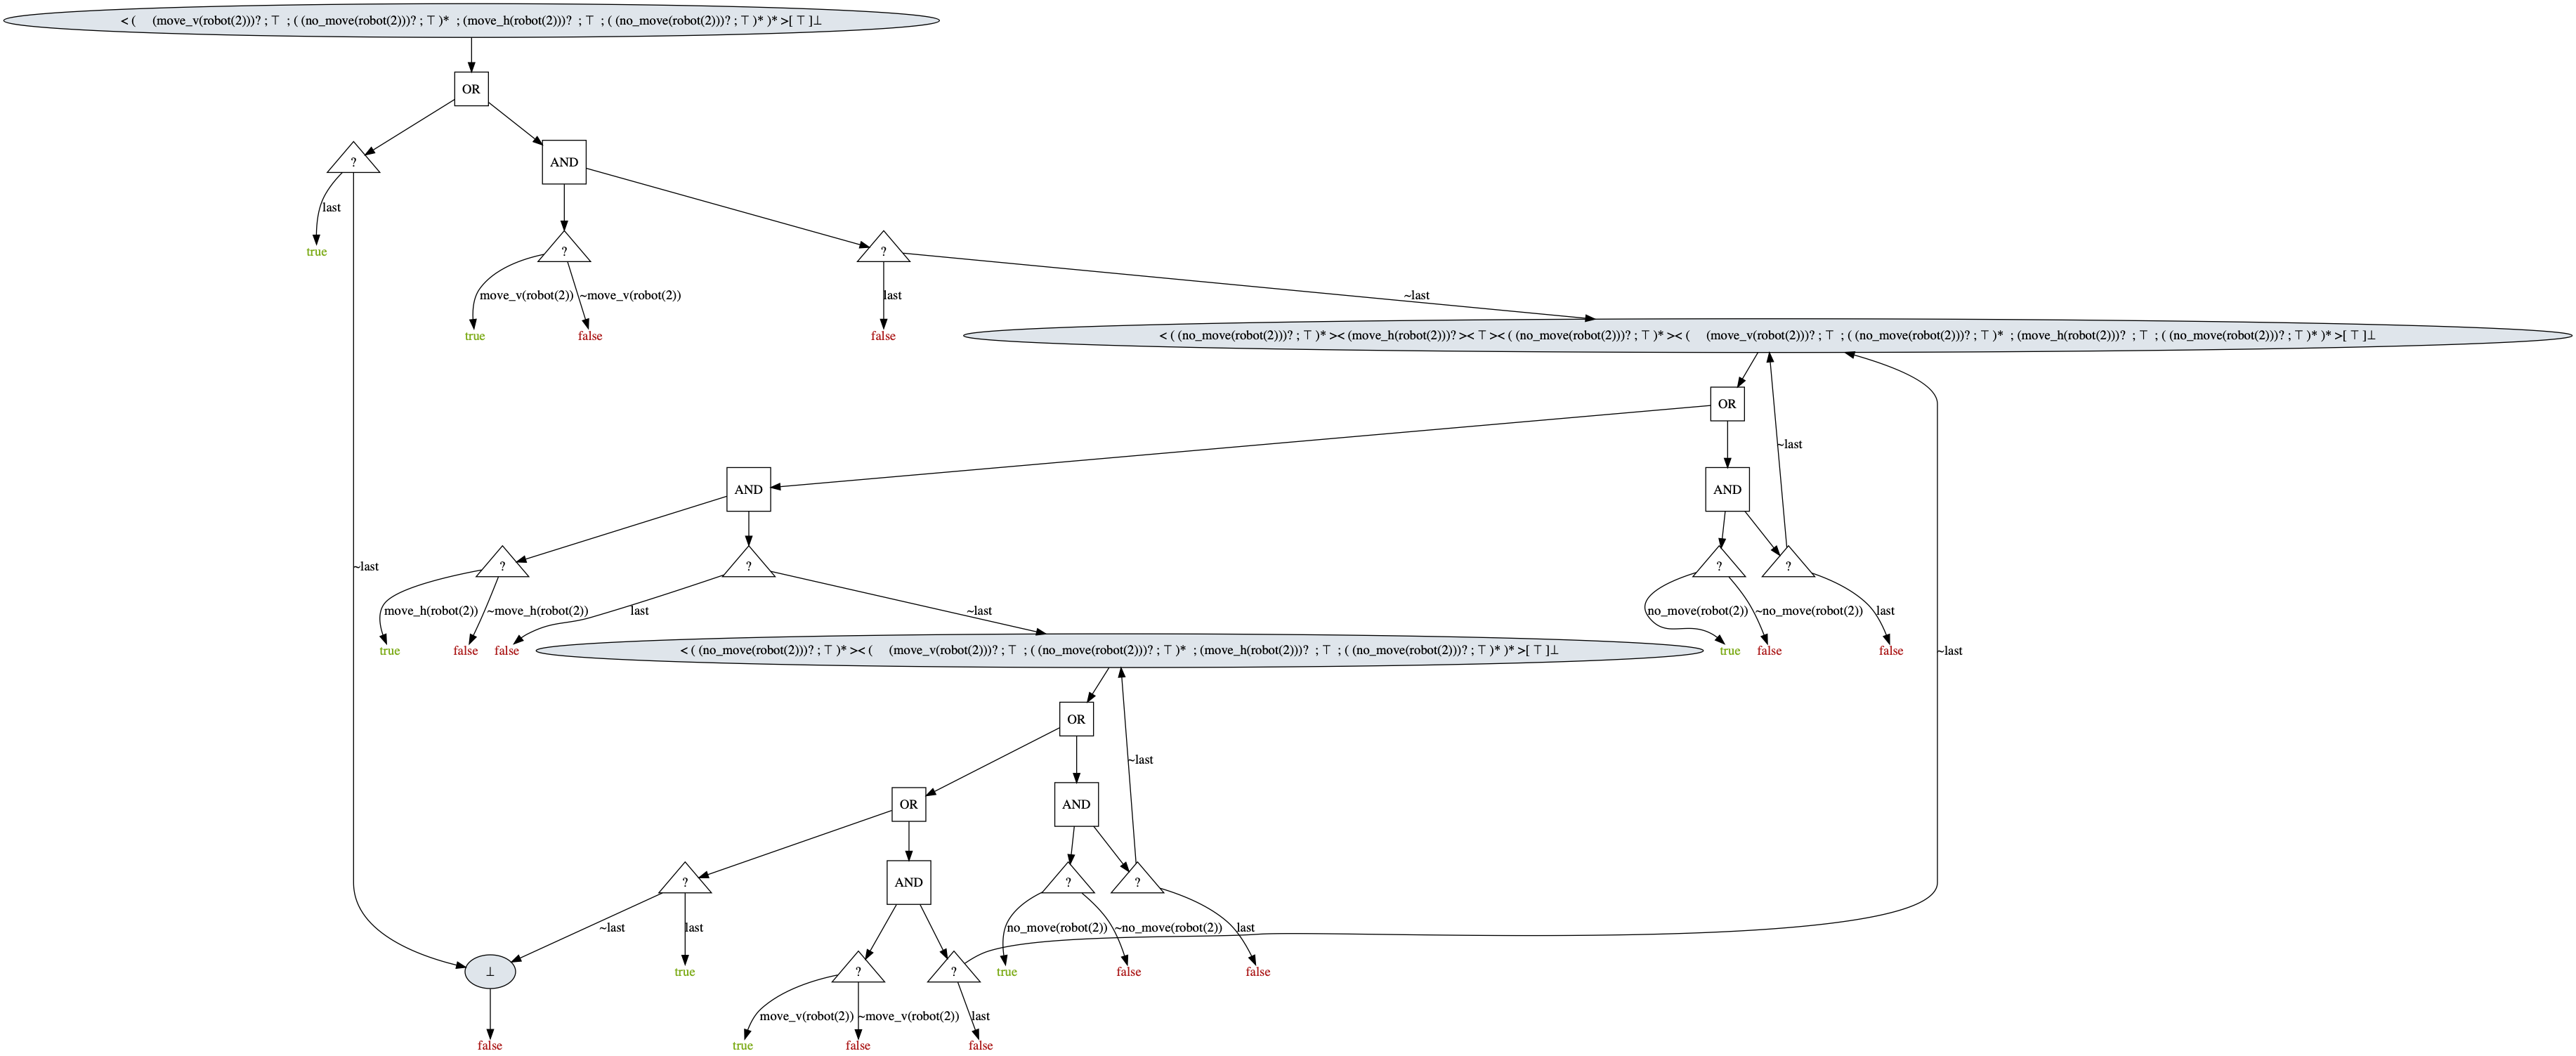 < (     (move_v(robot(2)))? ; ⊤  ; ( (no_move(robot(2)))? ; ⊤ )*  ; (move_h(robot(2)))?  ; ⊤  ; ( (no_move(robot(2)))? ; ⊤ )* )* >[ ⊤ ]⊥
OR
?
AND
last
true
?
?
move_v(robot(2))
~move_v(robot(2))
last
~last
true
false
false
< ( (no_move(robot(2)))? ; ⊤ )* >< (move_h(robot(2)))? >< ⊤ >< ( (no_move(robot(2)))? ; ⊤ )* >< (     (move_v(robot(2)))? ; ⊤  ; ( (no_move(robot(2)))? ; ⊤ )*  ; (move_h(robot(2)))?  ; ⊤  ; ( (no_move(robot(2)))? ; ⊤ )* )* >[ ⊤ ]⊥
OR
~last
AND
AND
~last
?
?
?
?
move_h(robot(2))
~move_h(robot(2))
last
~last
no_move(robot(2))
~no_move(robot(2))
last
true
false
false
< ( (no_move(robot(2)))? ; ⊤ )* >< (     (move_v(robot(2)))? ; ⊤  ; ( (no_move(robot(2)))? ; ⊤ )*  ; (move_h(robot(2)))?  ; ⊤  ; ( (no_move(robot(2)))? ; ⊤ )* )* >[ ⊤ ]⊥
true
false
false
~last
OR
~last
OR
AND
?
AND
?
?
~last
last
no_move(robot(2))
~no_move(robot(2))
last
⊥
true
?
?
true
false
false
move_v(robot(2))
~move_v(robot(2))
last
false
true
false
false